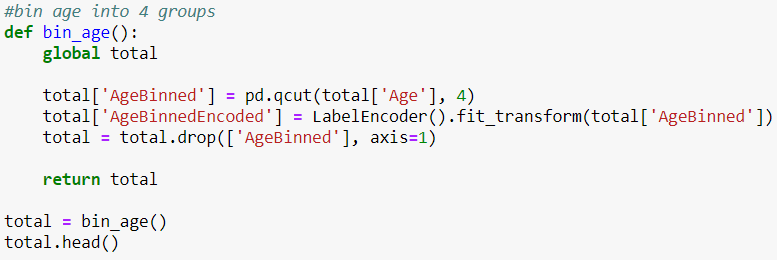 #bin age into 4 groups
def bin_age():
    global total

    total['AgeBinned'] = pd.qcut(total['Age'], 4)
    total['AgeBinnedEncoded'] = LabelEncoder().fit_transform(total['AgeBinned'])
    total = total.drop(['AgeBinned'], axis=1)

    return total

total = bin_age()
total.head()